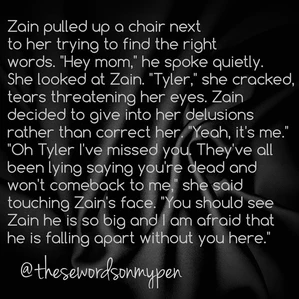 Zain pulled up a chair next
to her trying to find the right
words. "Hey mom," he spoke quietly.
She looked at Zain. "Tyler," she cracked,
tears threatening her eyes. Zain
decided to give into her delusions
rather than correct her. "Yeah, it's me."
"Oh Tyler I've missed you. They've all
been lying saying you're dead and
won't comeback to me," she said
touching Zain's face. "You should see
Zain he is so big and I am afraid that
he is falling apart without you here."
@thesewordsonmypen